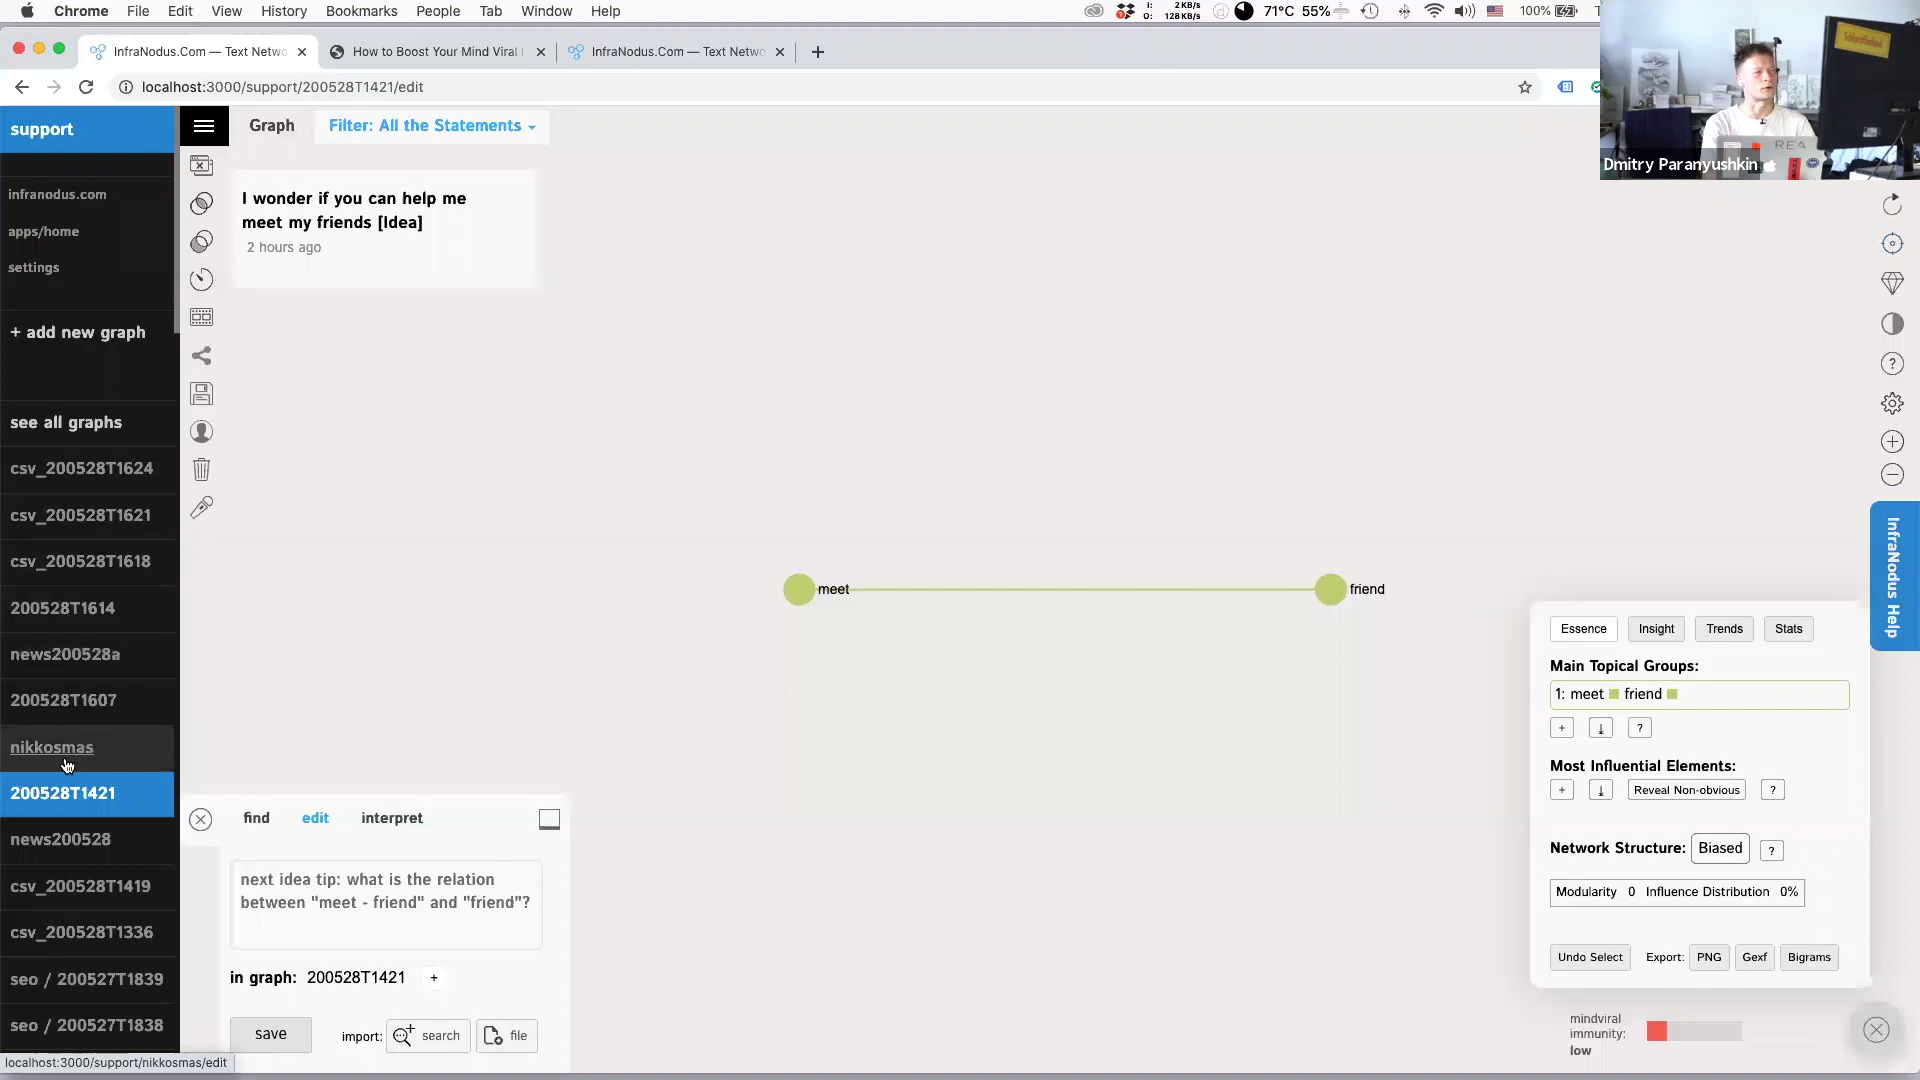 Chrome File Edit View History Bookmarks People Tab Window Help
I: 2 KB/s
O: 128 KB/s
71°C 55% 100%
InfraNodus.Com — Text Netwo
How to Boost Your Mind Viral
InfraNodus.Com — Text Netwo
localhost:3000/support/200528T1421/edit
support
infranodus.com
apps/home
settings
+ add new graph
see all graphs
csv_200528T1624
csv_200528T1621
csv_200528T1618
200528T1614
news200528a
200528T1607
nikkosmas
200528T1421
news200528
csv_200528T1419
csv_200528T1336
seo / 200527T1839
seo / 200527T1838
localhost:3000/support/nikkosmas/edit
Graph
Filter: All the Statements
I wonder if you can help me
meet my friends [Idea]
2 hours ago
meet
friend
find edit interpret
next idea tip: what is the relation
between "meet - friend" and "friend"?
in graph: 200528T1421 +
save
import: search file
Dmitry Paranyushkin
REA
InfraNodus Help
Essence Insight Trends Stats
Main Topical Groups:
1: meet friend
+ ?
Most Influential Elements:
+ Reveal Non-obvious ?
Network Structure: Biased ?
Modularity 0 Influence Distribution 0%
Undo Select Export: PNG Gexf Bigrams
mindviral
immunity:
low